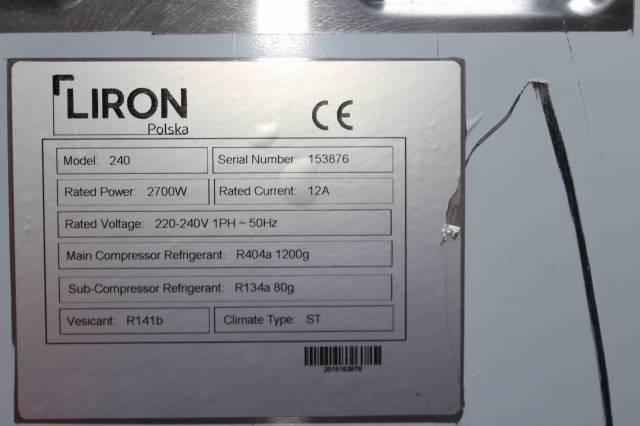 LIRON
Polska
CE
Model: 240 Serial Number: 153876
Rated Power: 2700W Rated Current: 12A
Rated Voltage: 220-240V 1PH ~ 50Hz
Main Compressor Refrigerant: R404a 1200g
Sub-Compressor Refrigerant: R134a 80g
Vesicant: R141b Climate Type: ST
2015153876